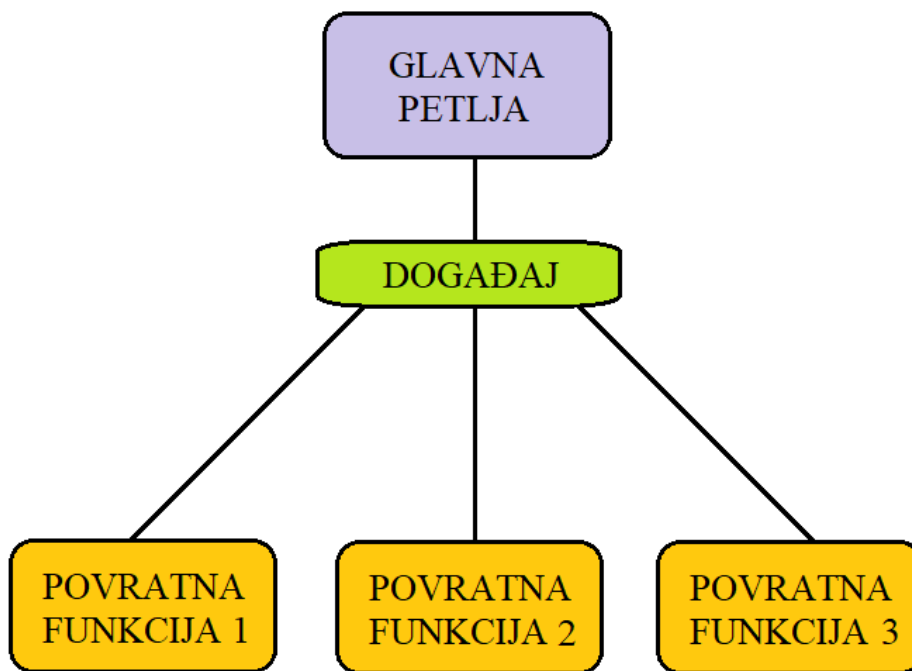 GLAVNA
PETLJA
DOGAĐAJ
POVRATNA
FUNKCIJA 1
POVRATNA
FUNKCIJA 2
POVRATNA
FUNKCIJA 3